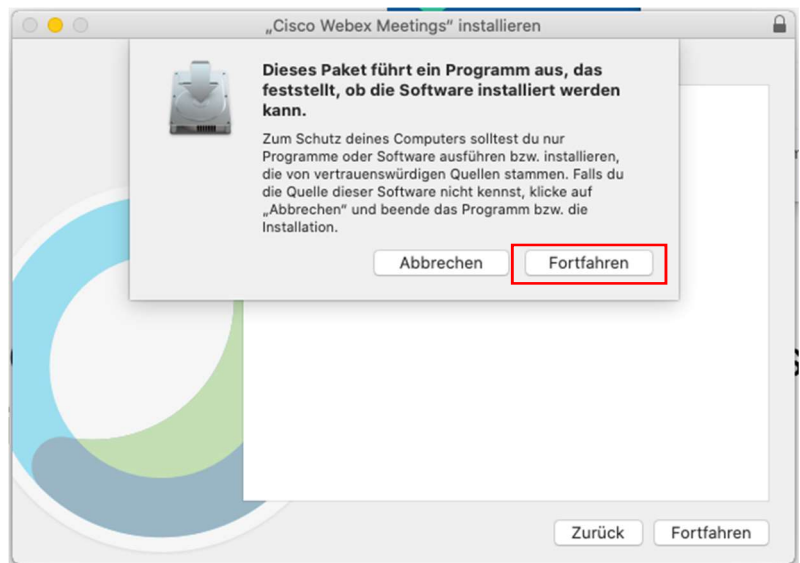 „Cisco Webex Meetings“ installieren
Dieses Paket führt ein Programm aus, das
feststellt, ob die Software installiert werden
kann.
Zum Schutz deines Computers solltest du nur
Programme oder Software ausführen bzw. installieren,
die von vertrauenswürdigen Quellen stammen. Falls du
die Quelle dieser Software nicht kennst, klicke auf
„Abbrechen“ und beende das Programm bzw. die
Installation.
Abbrechen
Fortfahren
Zurück
Fortfahren